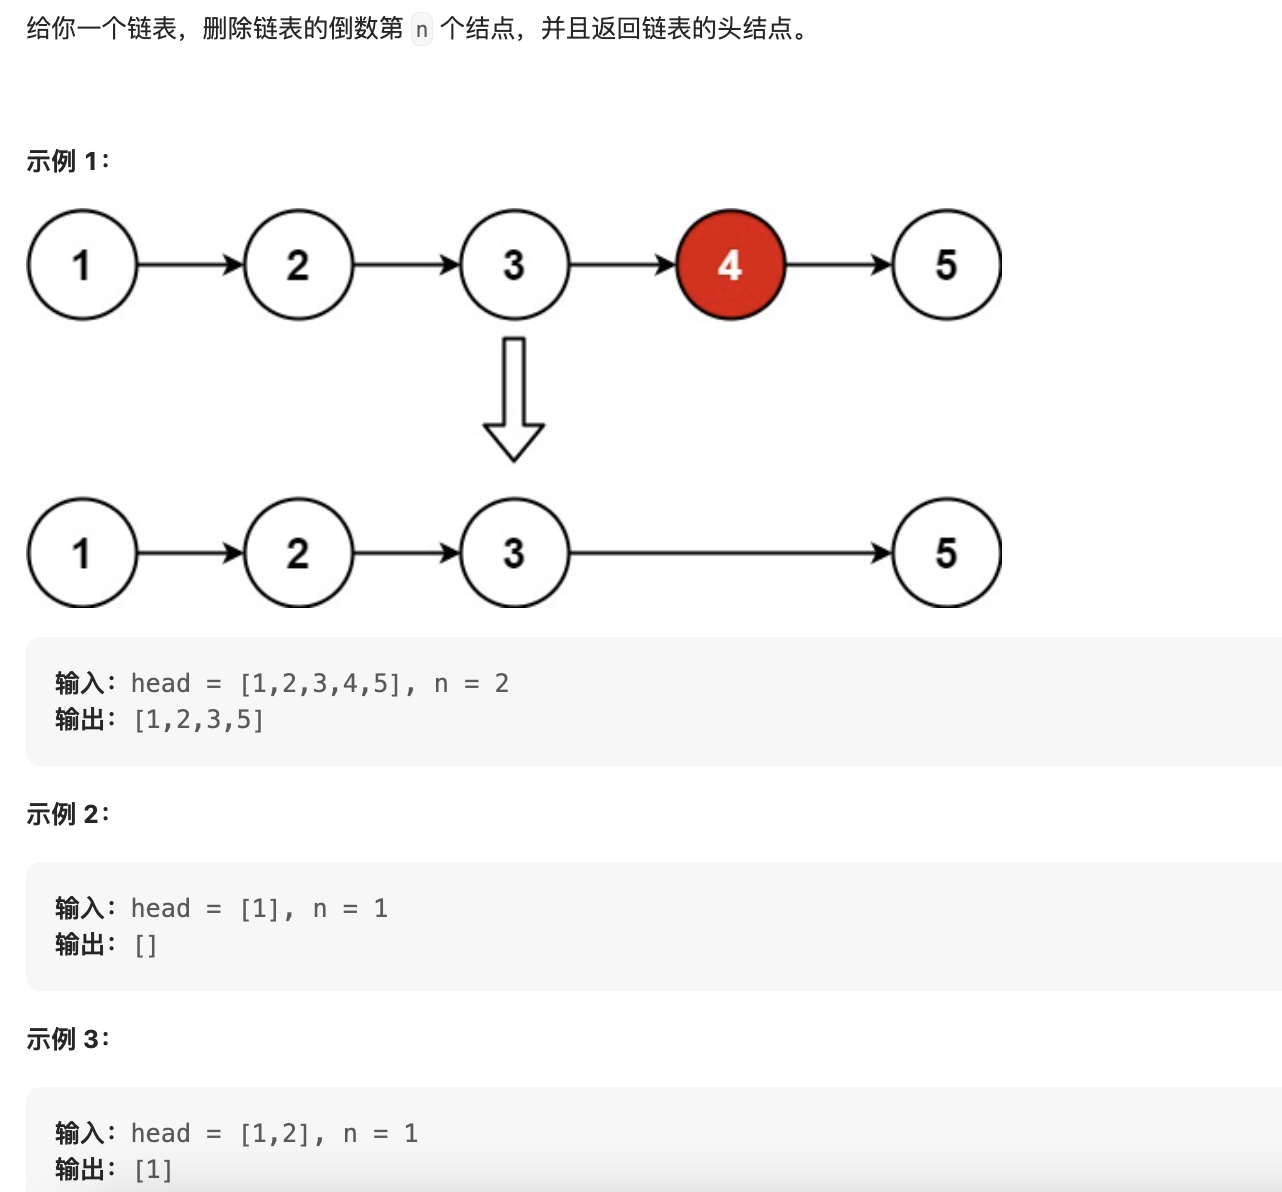 给你一个链表，删除链表的倒数第 n 个结点，并且返回链表的头结点。
示例 1：
1 2 3 4 5
1 2 3 5
输入：head = [1,2,3,4,5], n = 2
输出：[1,2,3,5]
示例 2：
输入：head = [1], n = 1
输出：[]
示例 3：
输入：head = [1,2], n = 1
输出：[1]